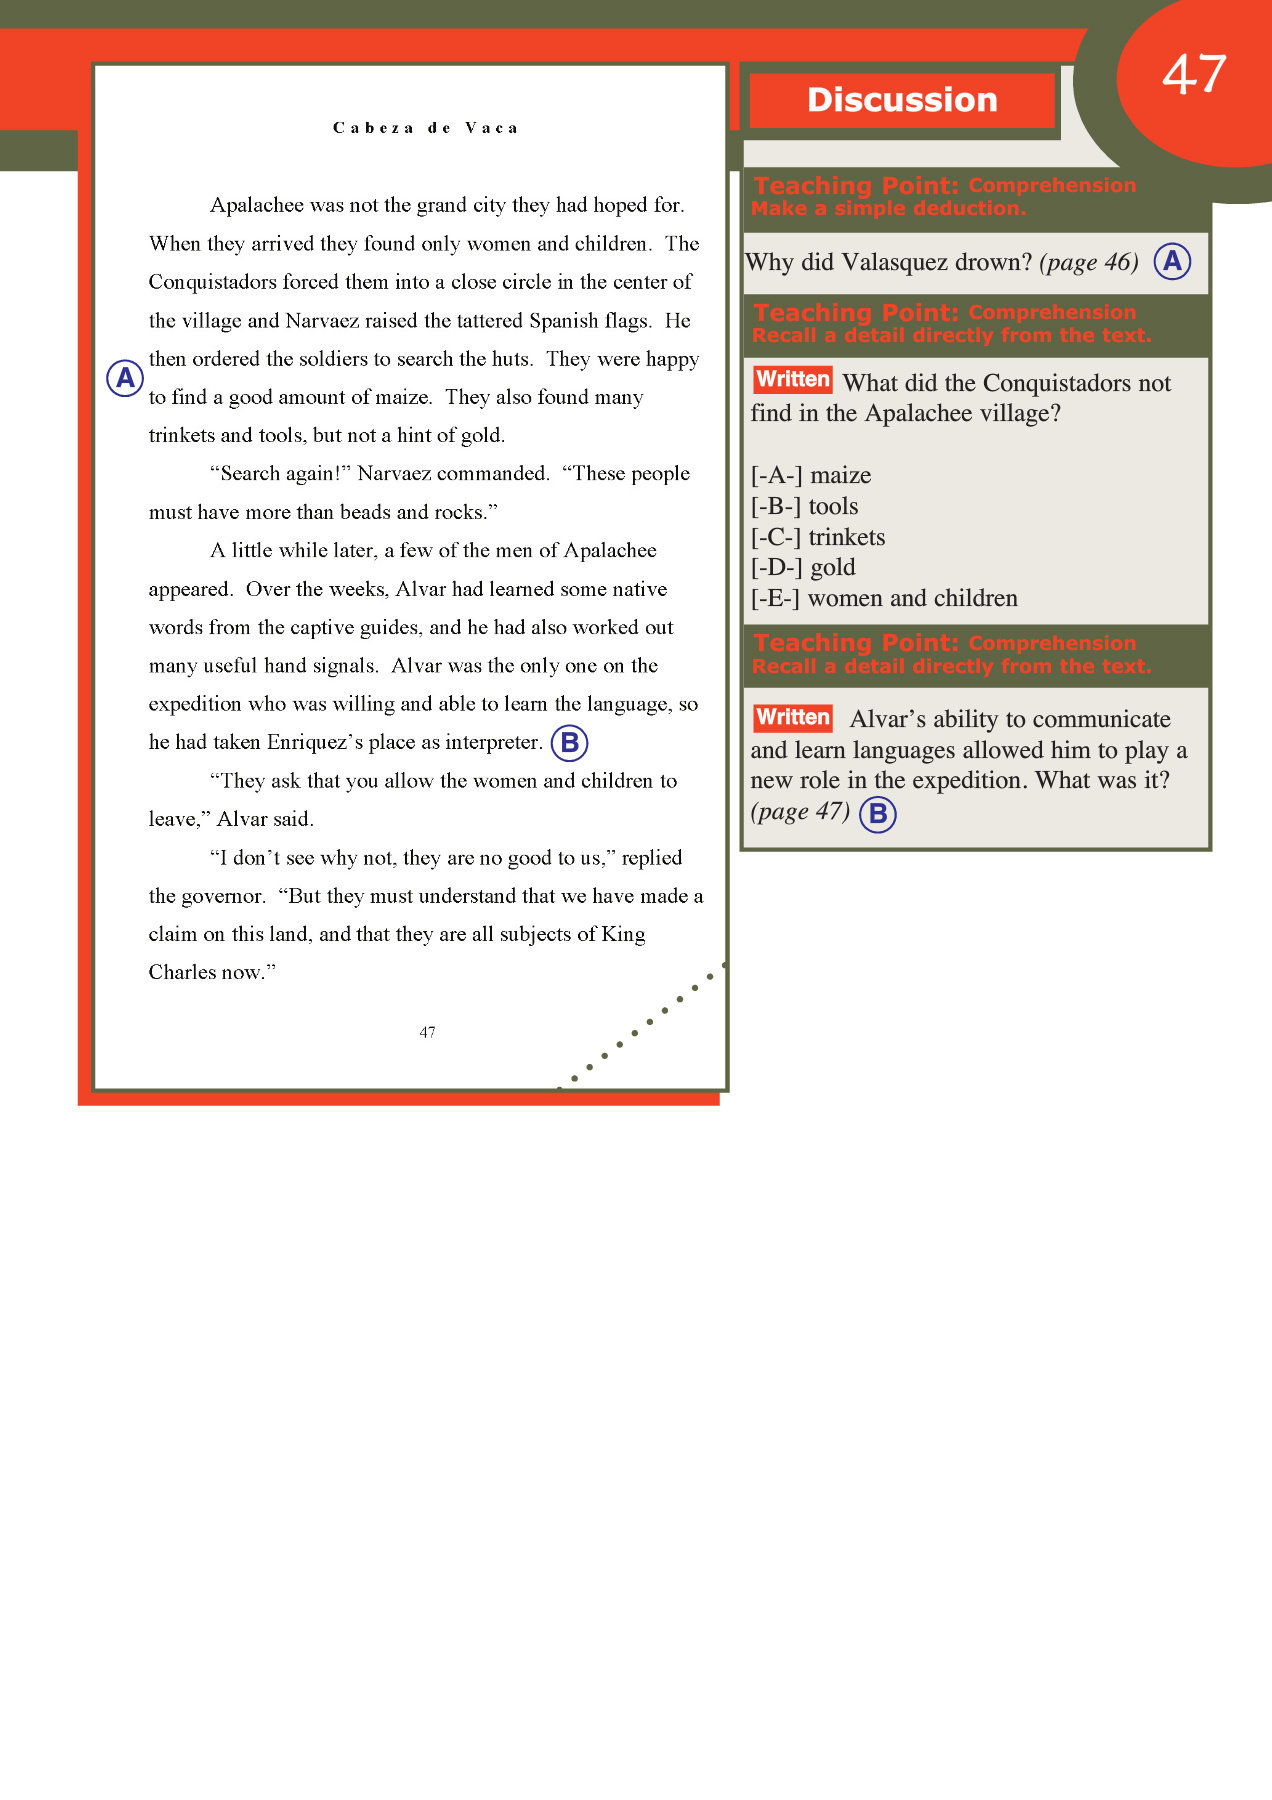 47
Cabeza de Vaca
Apalachee was not the grand city they had hoped for.
When they arrived they found only women and children. The
Conquistadors forced them into a close circle in the center of
the village and Narvaez raised the tattered Spanish flags. He
then ordered the soldiers to search the huts. They were happy
A
to find a good amount of maize. They also found many
trinkets and tools, but not a hint of gold.
“Search again!” Narvaez commanded. “These people
must have more than beads and rocks.”
A little while later, a few of the men of Apalachee
appeared. Over the weeks, Alvar had learned some native
words from the captive guides, and he had also worked out
many useful hand signals. Alvar was the only one on the
expedition who was willing and able to learn the language, so
he had taken Enriquez’s place as interpreter. B
“They ask that you allow the women and children to
leave,” Alvar said.
“I don’t see why not, they are no good to us,” replied
the governor. “But they must understand that we have made a
claim on this land, and that they are all subjects of King
Charles now.”
47
Discussion
Teaching Point: Comprehension
Make a simple deduction.
Why did Valasquez drown? (page 46) A
Teaching Point: Comprehension
Recall a detail directly from the text.
Written What did the Conquistadors not
find in the Apalachee village?
[-A-] maize
[-B-] tools
[-C-] trinkets
[-D-] gold
[-E-] women and children
Teaching Point: Comprehension
Recall a detail directly from the text.
Written Alvar’s ability to communicate
and learn languages allowed him to play a
new role in the expedition. What was it?
(page 47) B